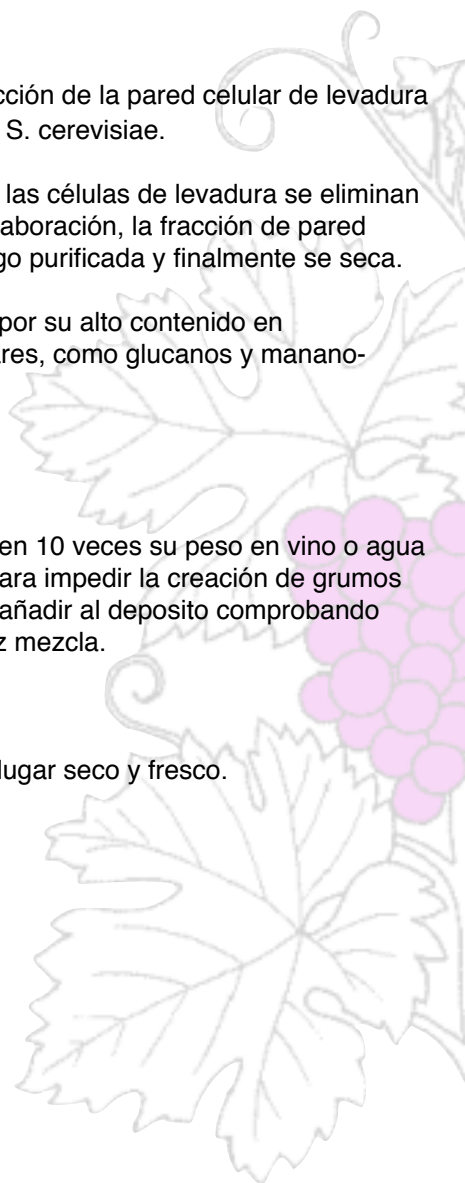 cción de la pared celular de levadura
S. cerevisiae.
las células de levadura se eliminan
aboración, la fracción de pared
go purificada y finalmente se seca.
por su alto contenido en
ares, como glucanos y manano-
en 10 veces su peso en vino o agua
ara impedir la creación de grumos
añadir al deposito comprobando
z mezcla.
lugar seco y fresco.